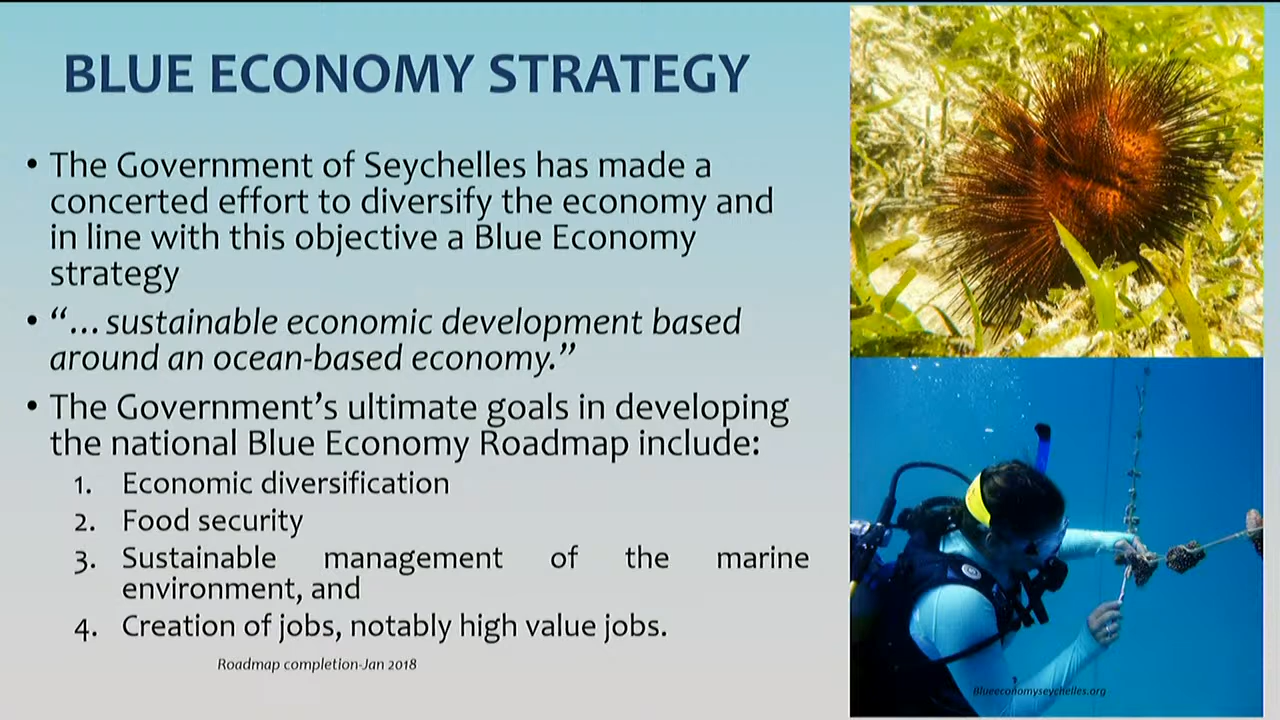 BLUE ECONOMY STRATEGY
• The Government of Seychelles has made a
concerted effort to diversify the economy and
in line with this objective a Blue Economy
strategy
• “... sustainable economic development based
around an ocean-based economy.”
• The Government’s ultimate goals in developing
the national Blue Economy Roadmap include:
1. Economic diversification
2. Food security
3. Sustainable management of the marine
environment, and
4. Creation of jobs, notably high value jobs.
Roadmap completion-Jan 2018
Blueeconomyseychelles.org